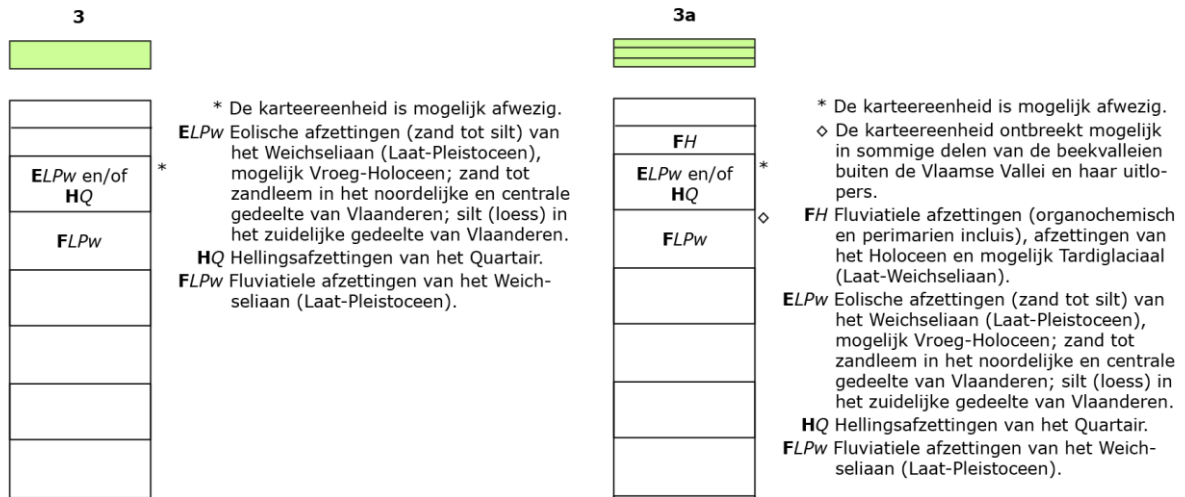 3
ELPw en/of
HQ
*
FLPw
* De karteereenheid is mogelijk afwezig.
ELPw Eolische afzettingen (zand tot silt) van
het Weichseliaan (Laat-Pleistoceen),
mogelijk Vroeg-Holoceen; zand tot
zandleem in het noordelijke en centrale
gedeelte van Vlaanderen; silt (loess) in
het zuidelijke gedeelte van Vlaanderen.
HQ Hellingsafzettingen van het Quartair.
FLPw Fluviatiele afzettingen van het Weich-
seliaan (Laat-Pleistoceen).
3a
FH
ELPw en/of
HQ
*
FLPw
◇
* De karteereenheid is mogelijk afwezig.
◇ De karteereenheid ontbreekt mogelijk
in sommige delen van de beekvalleien
buiten de Vlaamse Vallei en haar uitlo-
pers.
FH Fluviatiele afzettingen (organochemisch
en perimarien incluis), afzettingen van
het Holoceen en mogelijk Tardiglaciaal
(Laat-Weichseliaan).
ELPw Eolische afzettingen (zand tot silt) van
het Weichseliaan (Laat-Pleistoceen),
mogelijk Vroeg-Holoceen; zand tot
zandleem in het noordelijke en centrale
gedeelte van Vlaanderen; silt (loess) in
het zuidelijke gedeelte van Vlaanderen.
HQ Hellingsafzettingen van het Quartair.
FLPw Fluviatiele afzettingen van het Weich-
seliaan (Laat-Pleistoceen).